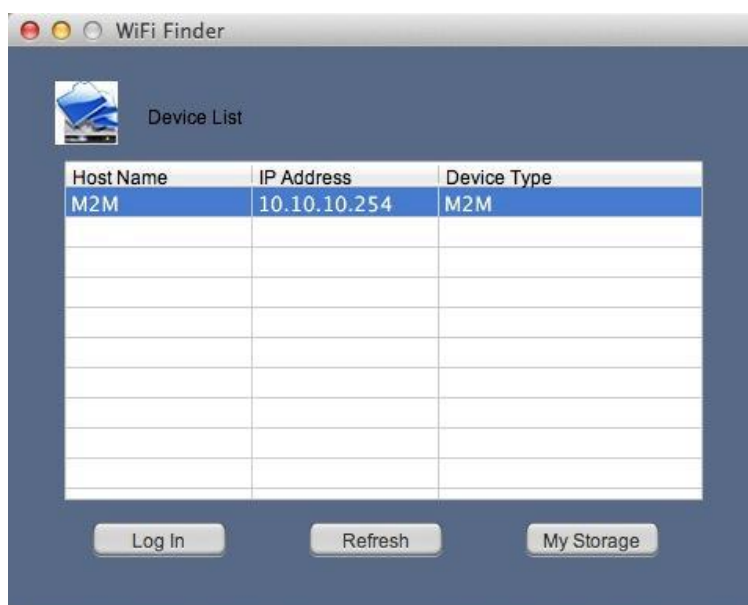 WiFi Finder
Device List
Host Name IP Address Device Type
M2M 10.10.10.254 M2M
Log In Refresh My Storage